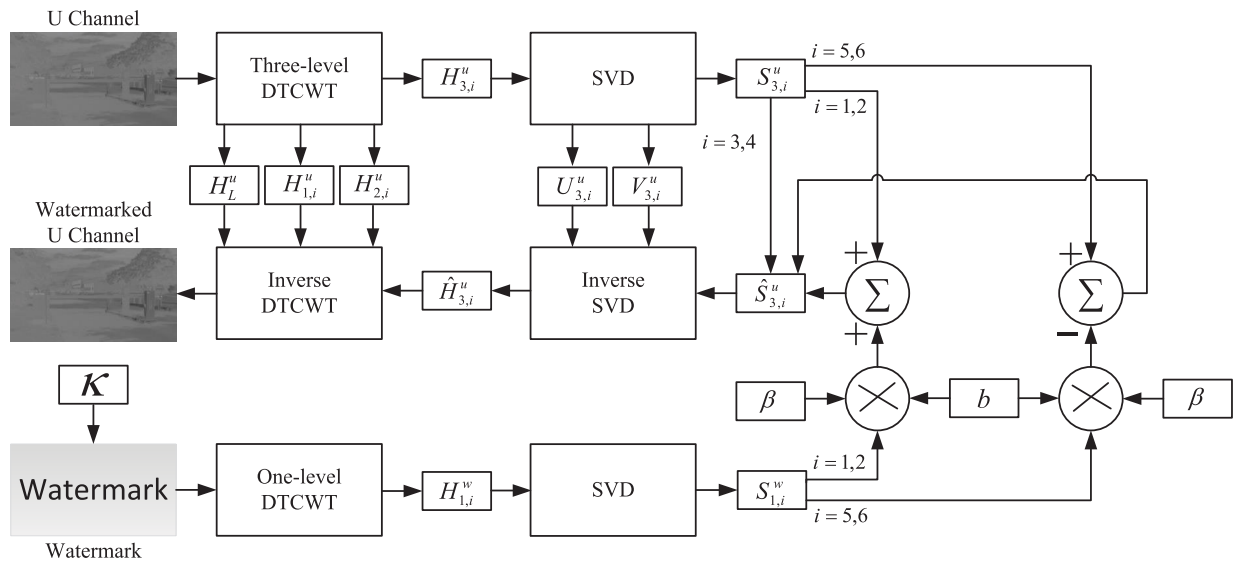 U Channel
Three-level
DTCWT
H^u_{3,i}
SVD
S^u_{3,i}
i = 5,6
i = 1,2
i = 3,4
H^u_L
H^u_{1,i}
H^u_{2,i}
U^u_{3,i}
V^u_{3,i}
Watermarked
U Channel
Inverse
DTCWT
Ĥ^u_{3,i}
Inverse
SVD
Ŝ^u_{3,i}
+
Σ
+
+
Σ
−
κ
β
×
b
×
β
Watermark
Watermark
One-level
DTCWT
H^w_{1,i}
SVD
S^w_{1,i}
i = 1,2
i = 5,6